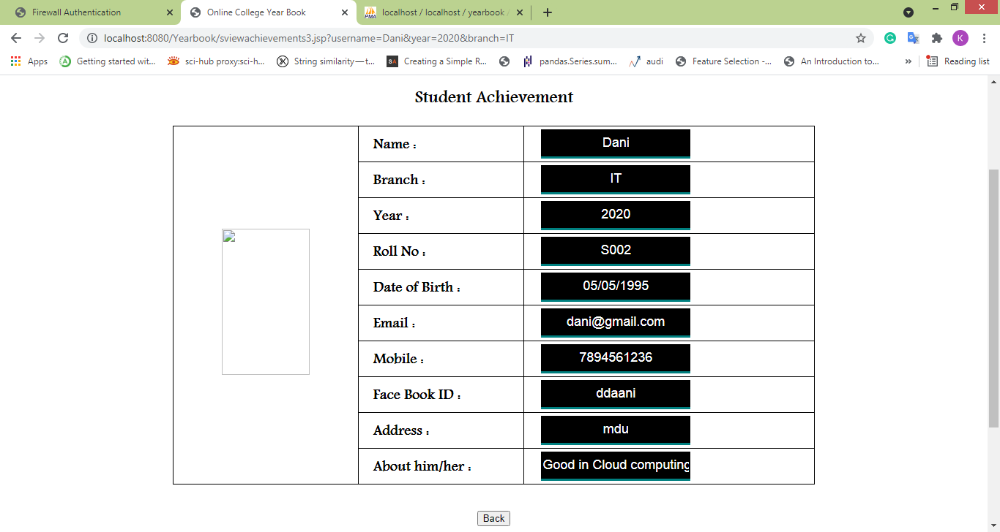 Firewall Authentication
Online College Year Book
PMA
localhost / localhost / yearbook /
localhost:8080/Yearbook/sviewachievements3.jsp?username=Dani&year=2020&branch=IT
K
Apps
Getting started wit...
sci-hub proxy:sci-h...
String similarity — t...
SA
Creating a Simple R...
pandas.Series.sum...
audi
Feature Selection -...
An Introduction to...
»
Reading list
Student Achievement
Name :
Dani
Branch :
IT
Year :
2020
Roll No :
S002
Date of Birth :
05/05/1995
Email :
dani@gmail.com
Mobile :
7894561236
Face Book ID :
ddaani
Address :
mdu
About him/her :
Good in Cloud computing
Back